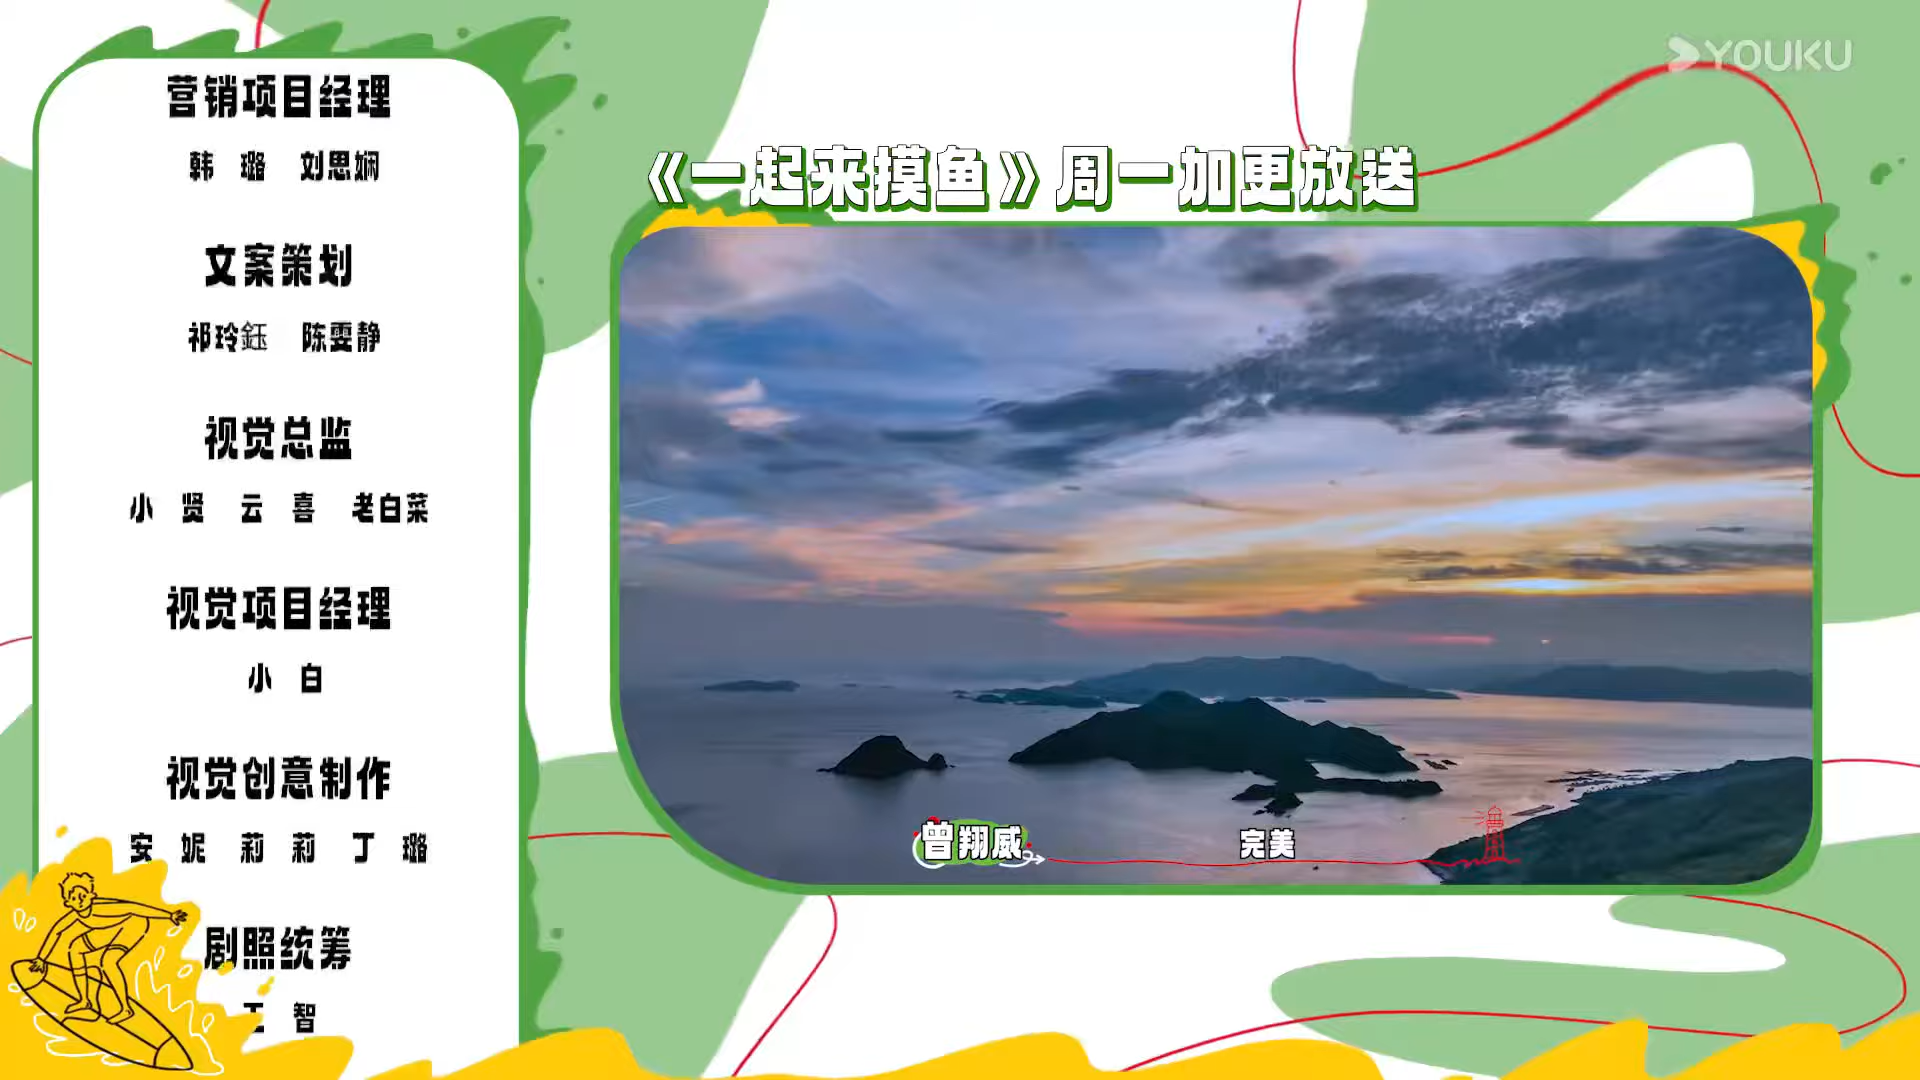 营销项目经理
韩 璐 刘思娴
文案策划
祁玲鈺 陈雯静
视觉总监
小 贤 云 喜 老白菜
视觉项目经理
小 白
视觉创意制作
安 妮 莉 莉 丁 璐
剧照统筹
王 智
YOUKU
《一起来摸鱼》周一加更放送
曾翔威 完美